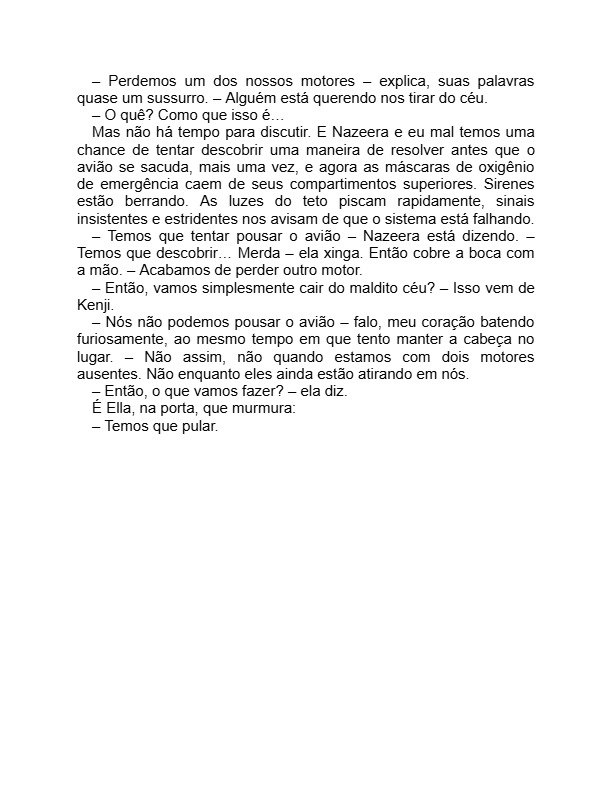 – Perdemos um dos nossos motores – explica, suas palavras
quase um sussurro. – Alguém está querendo nos tirar do céu.
– O quê? Como que isso é…
Mas não há tempo para discutir. E Nazeera e eu mal temos uma
chance de tentar descobrir uma maneira de resolver antes que o
avião se sacuda, mais uma vez, e agora as máscaras de oxigênio
de emergência caem de seus compartimentos superiores. Sirenes
estão berrando. As luzes do teto piscam rapidamente, sinais
insistentes e estridentes nos avisam de que o sistema está falhando.
– Temos que tentar pousar o avião – Nazeera está dizendo. –
Temos que descobrir… Merda – ela xinga. Então cobre a boca com
a mão. – Acabamos de perder outro motor.
– Então, vamos simplesmente cair do maldito céu? – Isso vem de
Kenji.
– Nós não podemos pousar o avião – falo, meu coração batendo
furiosamente, ao mesmo tempo em que tento manter a cabeça no
lugar. – Não assim, não quando estamos com dois motores
ausentes. Não enquanto eles ainda estão atirando em nós.
– Então, o que vamos fazer? – ela diz.
É Ella, na porta, que murmura:
– Temos que pular.